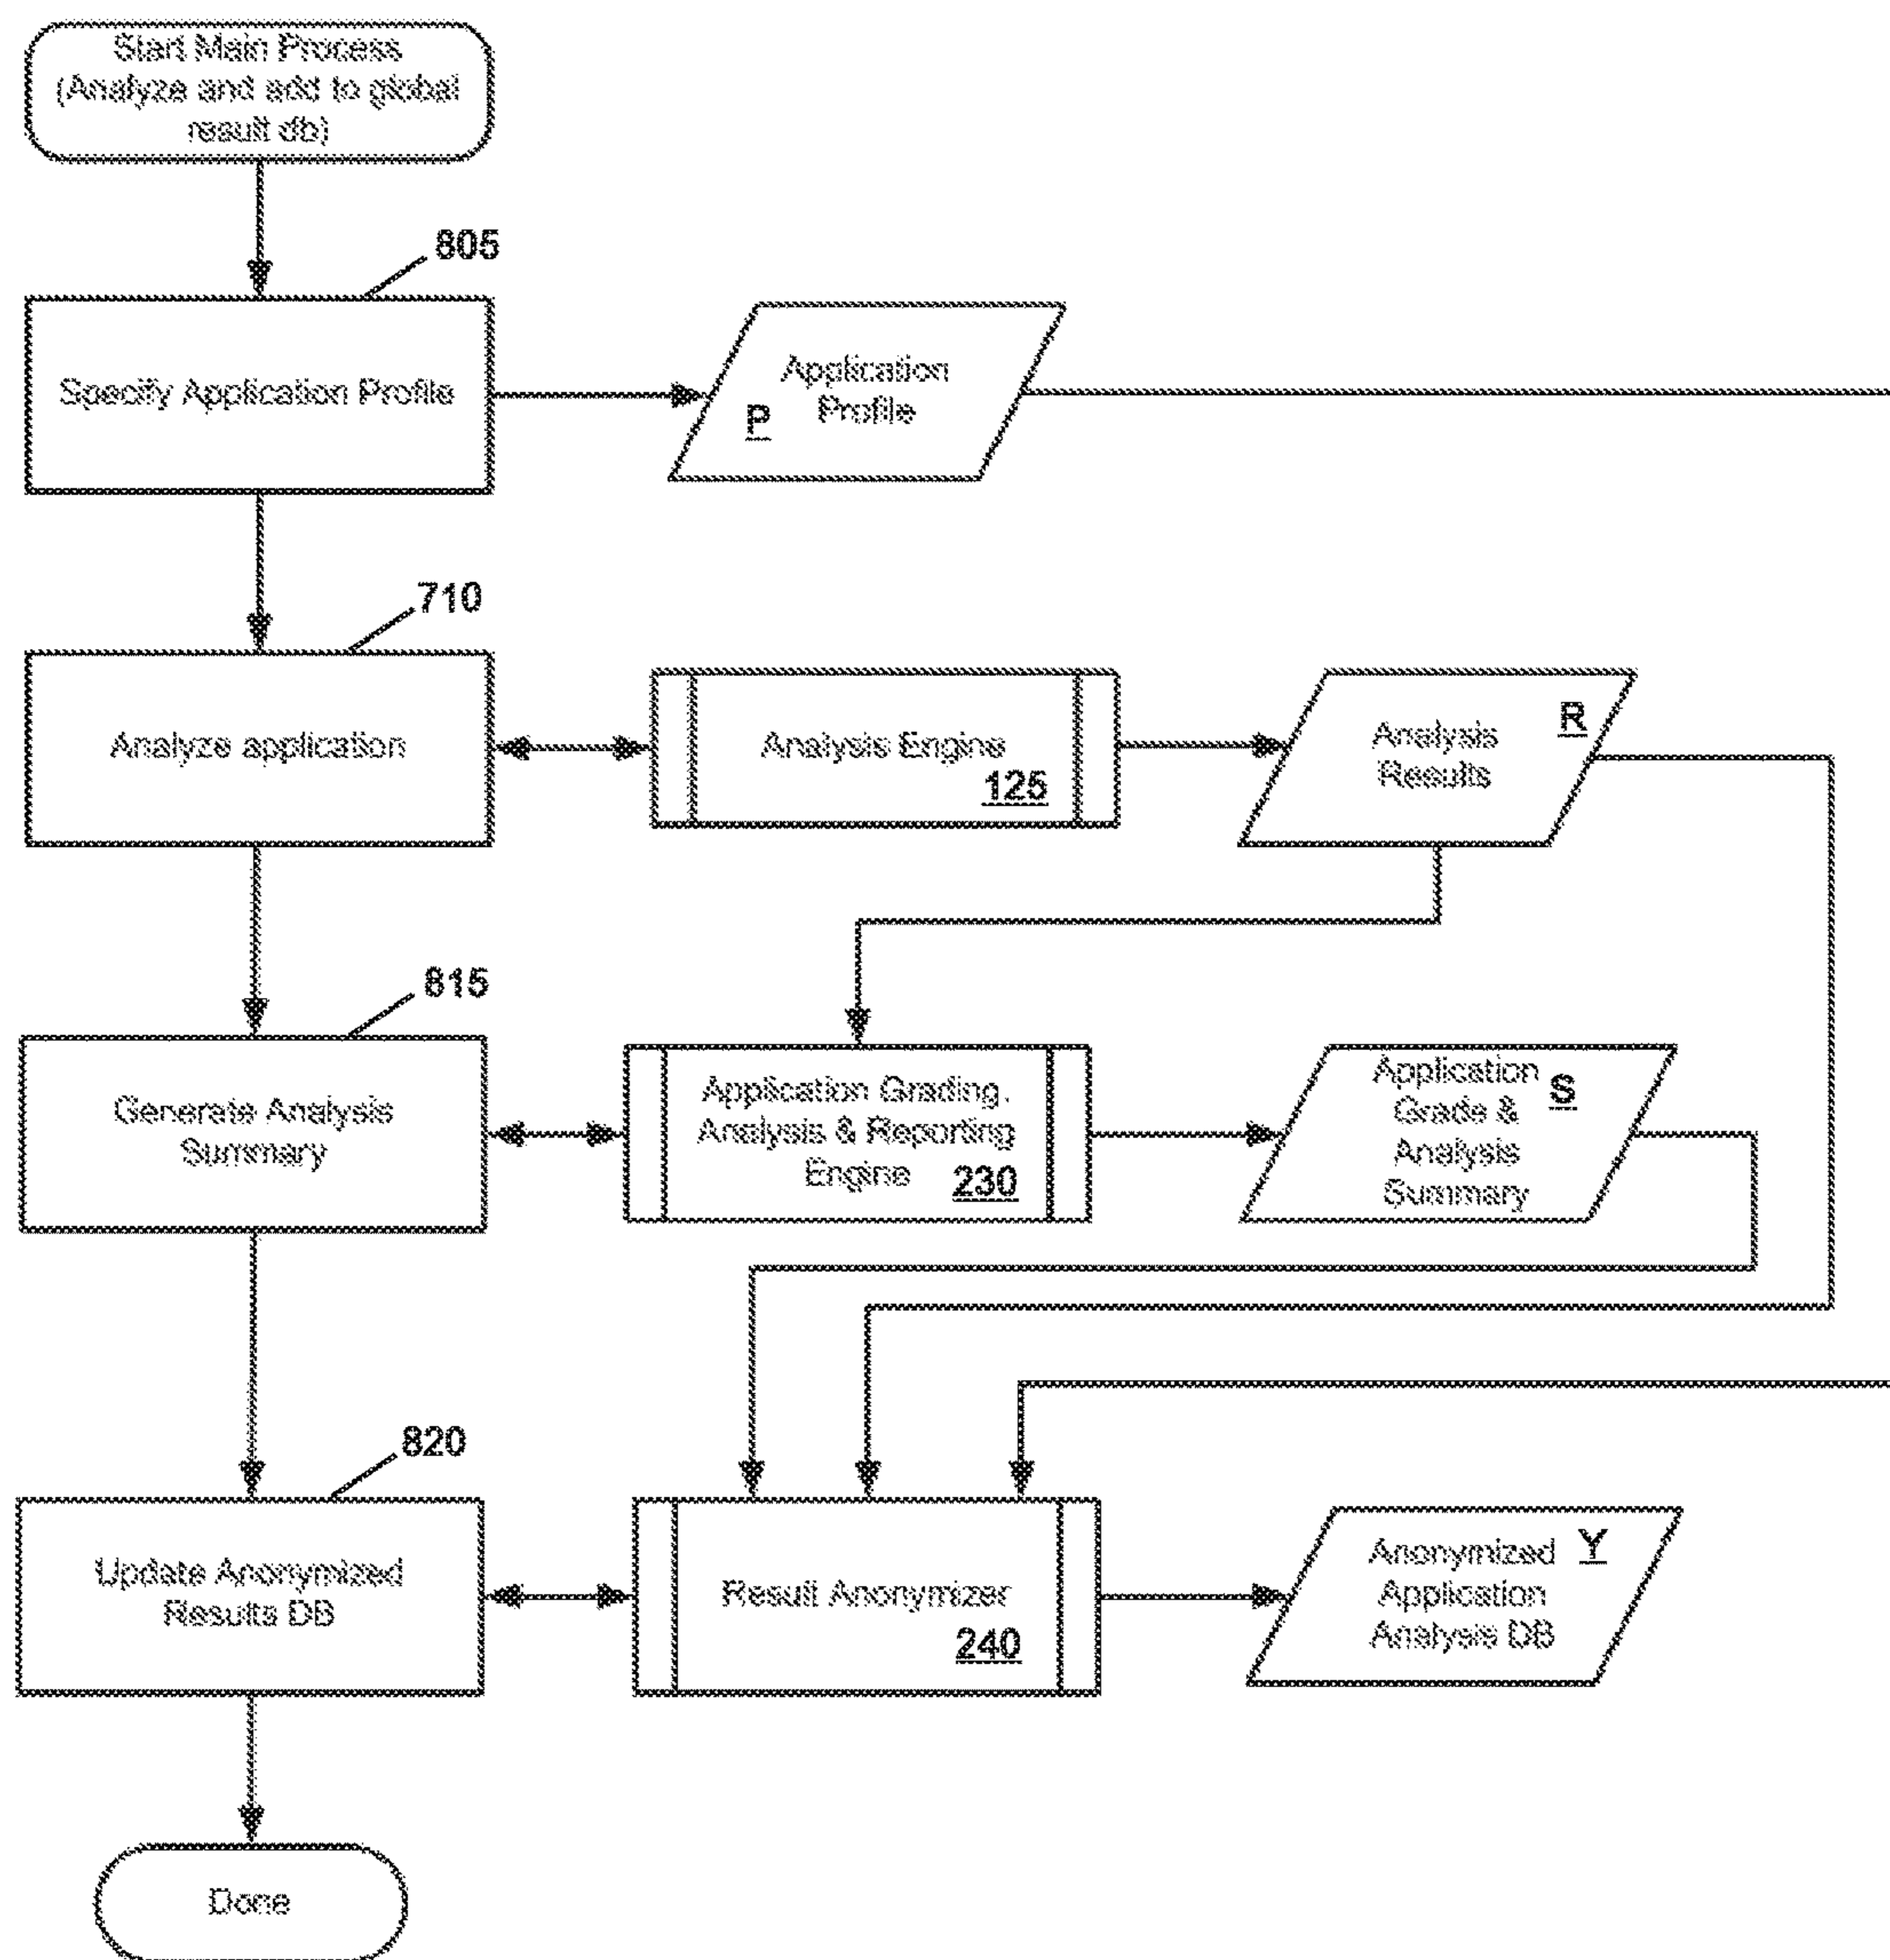 Start Main Process
(Analyze and add to global
result db)
805
Specify Application Profile
Application
Profile
P
710
Analyze application
Analysis Engine
125
Analysis
Results
R
815
Generate Analysis
Summary
Application Grading,
Analysis & Reporting
Engine
230
Application
Grade &
Analysis
Summary
S
820
Update Anonymized
Results DB
Result Anonymizer
240
Anonymized
Application
Analysis DB
Y
Done